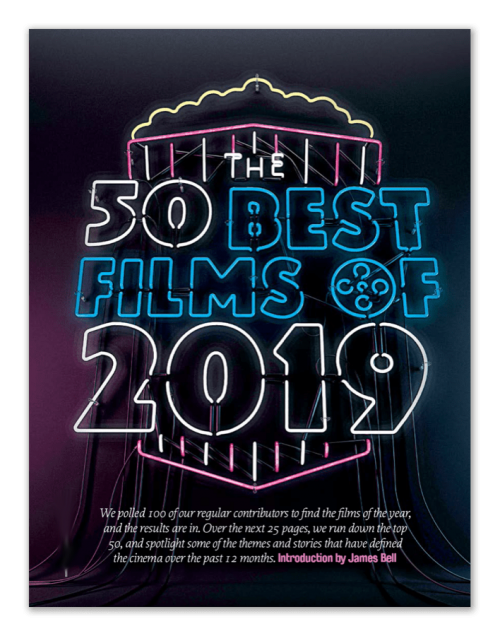 THE
50 BEST
FILMS OF
2019
We polled 100 of our regular contributors to find the films of the year,
and the results are in. Over the next 25 pages, we run down the top
50, and spotlight some of the themes and stories that have defined
the cinema over the past 12 months. Introduction by James Bell